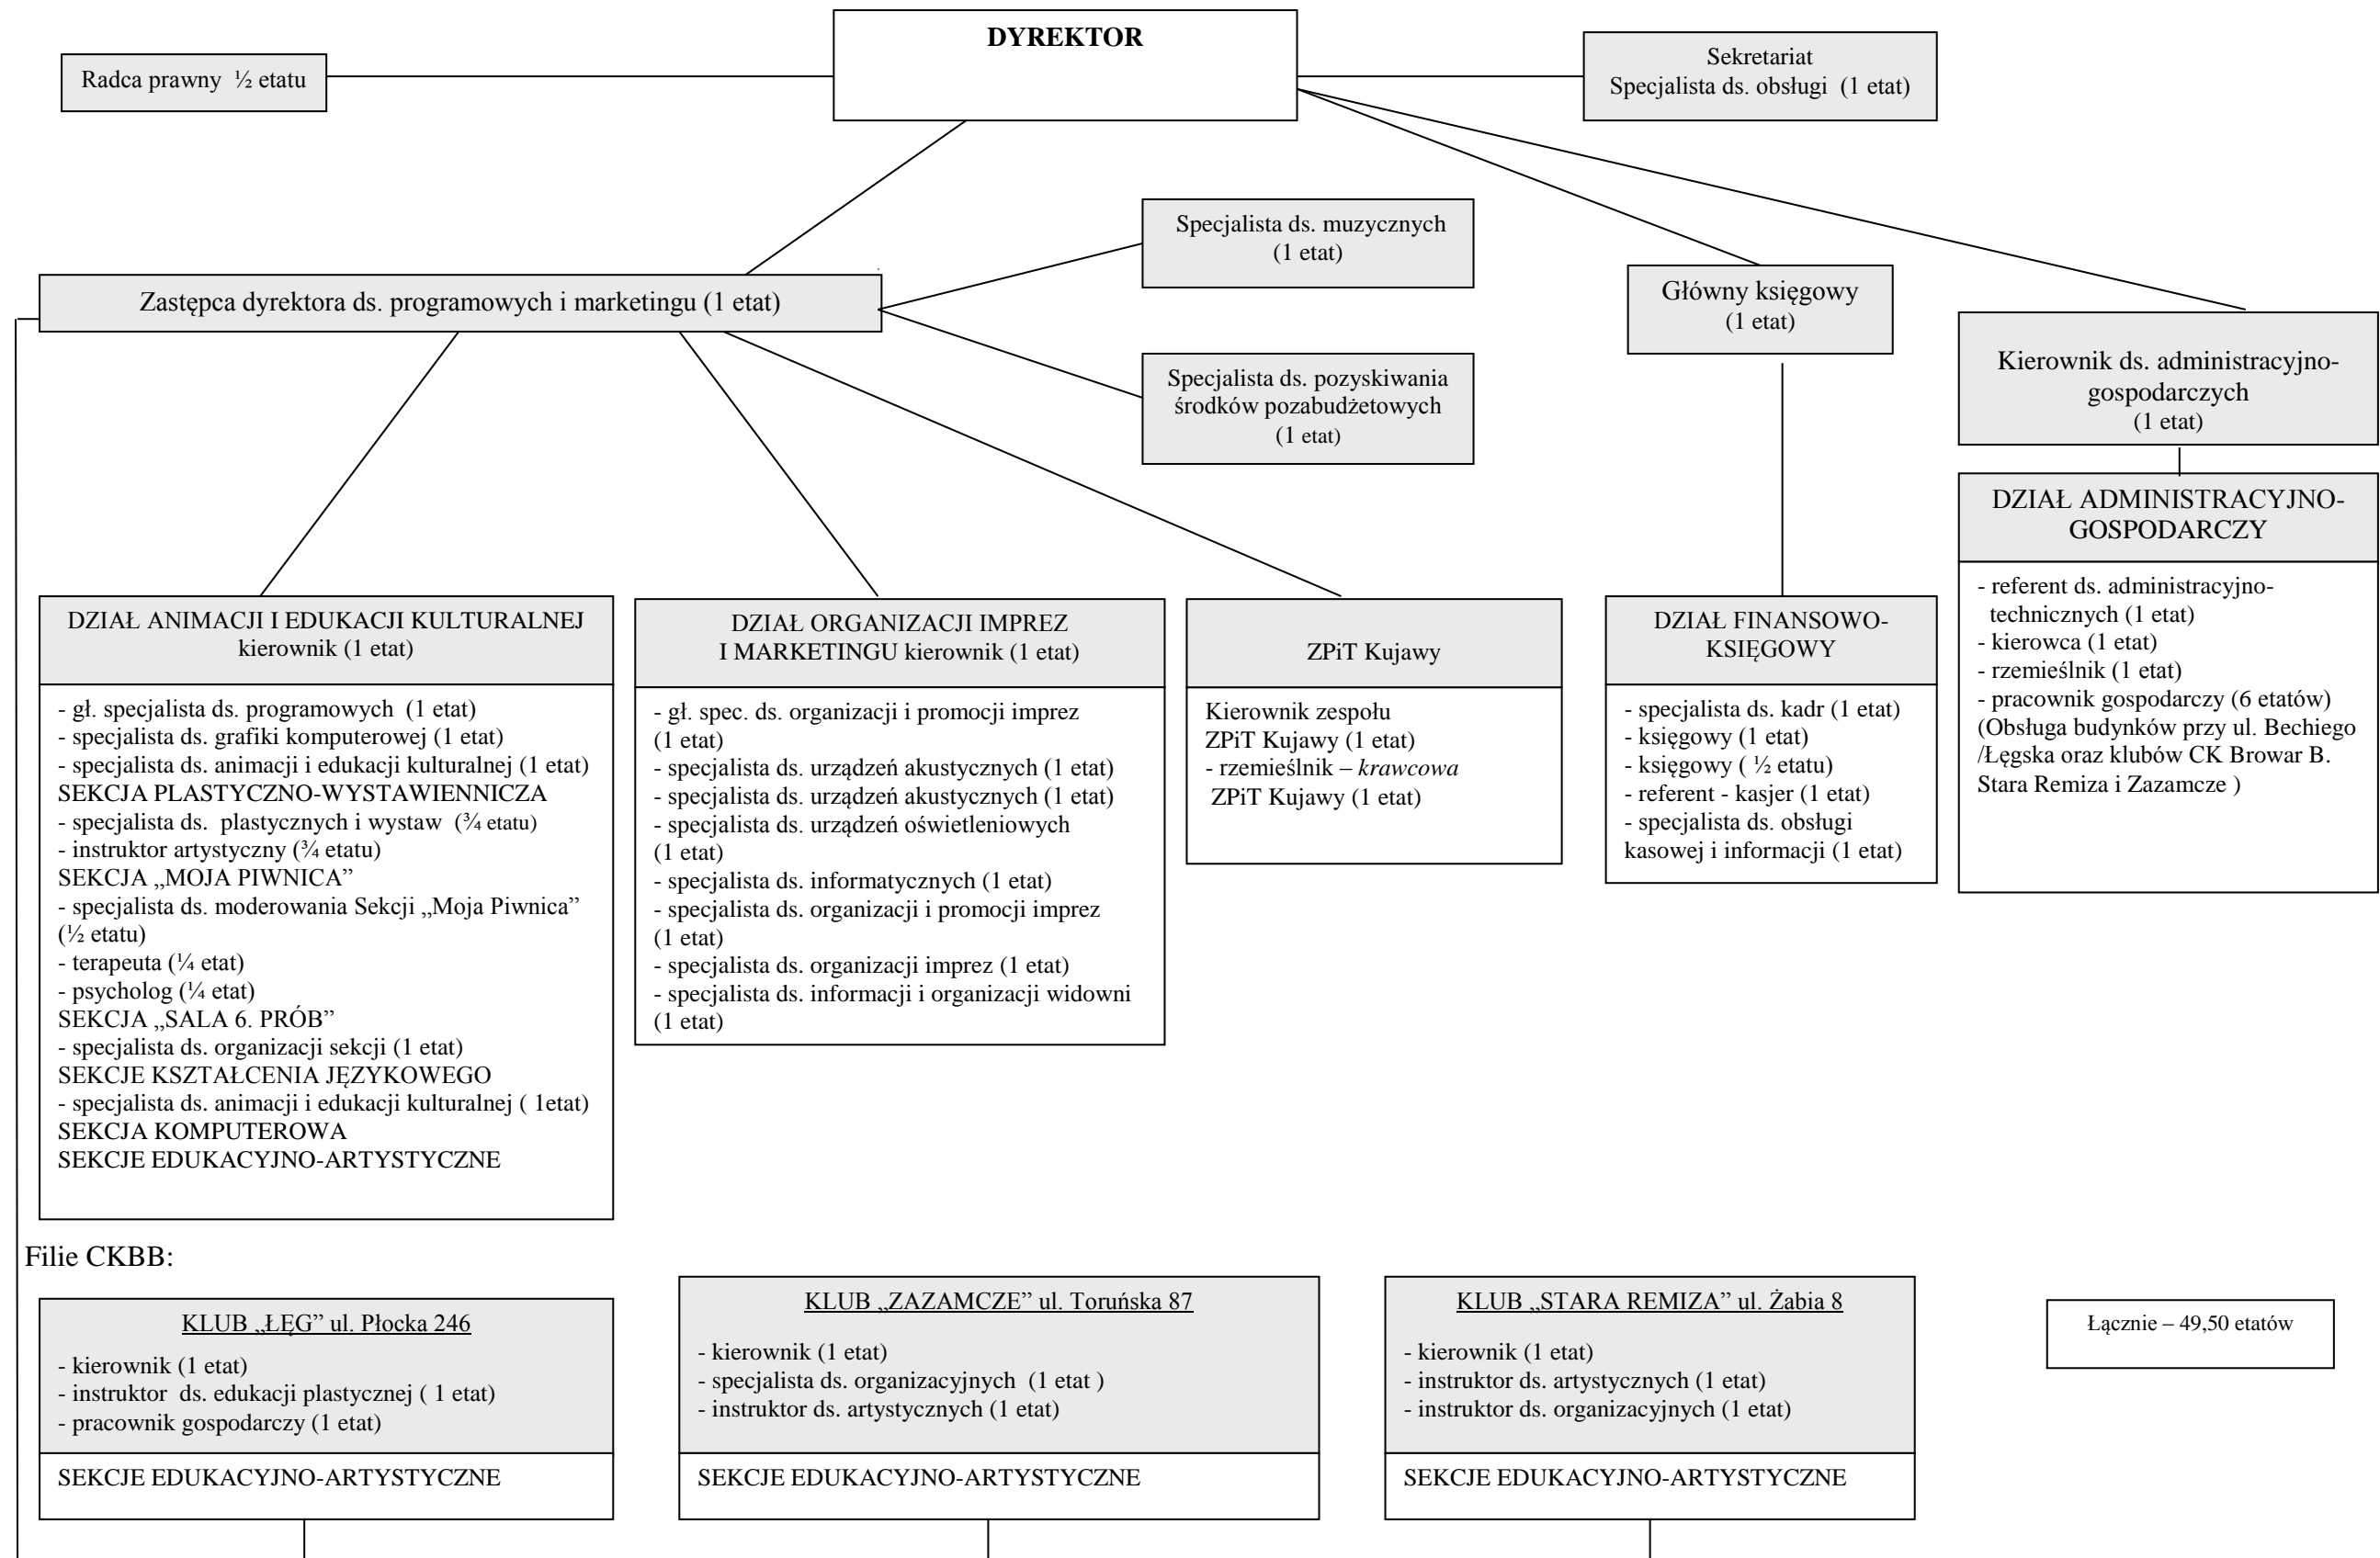 DYREKTOR
Radca prawny ½ etatu
Sekretariat
Specjalista ds. obsługi (1 etat)
Specjalista ds. muzycznych
(1 etat)
Zastępca dyrektora ds. programowych i marketingu (1 etat)
Główny księgowy
(1 etat)
Specjalista ds. pozyskiwania
środków pozabudżetowych
(1 etat)
Kierownik ds. administracyjno-
gospodarczych
(1 etat)
DZIAŁ ADMINISTRACYJNO-
GOSPODARCZY
- referent ds. administracyjno-
technicznych (1 etat)
- kierowca (1 etat)
- rzemieślnik (1 etat)
- pracownik gospodarczy (6 etatów)
(Obsługa budynków przy ul. Bechiego
/Łęgska oraz klubów CK Browar B.
Stara Remiza i Zazamcze )
DZIAŁ ANIMACJI I EDUKACJI KULTURALNEJ
kierownik (1 etat)
- gł. specjalista ds. programowych (1 etat)
- specjalista ds. grafiki komputerowej (1 etat)
- specjalista ds. animacji i edukacji kulturalnej (1 etat)
SEKCJA PLASTYCZNO-WYSTAWIENNICZA
- specjalista ds. plastycznych i wystaw (¾ etatu)
- instruktor artystyczny (¾ etatu)
SEKCJA „MOJA PIWNICA”
- specjalista ds. moderowania Sekcji „Moja Piwnica”
(½ etatu)
- terapeuta (¼ etat)
- psycholog (¼ etat)
SEKCJA „SALA 6. PRÓB”
- specjalista ds. organizacji sekcji (1 etat)
SEKCJE KSZTAŁCENIA JĘZYKOWEGO
- specjalista ds. animacji i edukacji kulturalnej ( 1etat)
SEKCJA KOMPUTEROWA
SEKCJE EDUKACYJNO-ARTYSTYCZNE
DZIAŁ ORGANIZACJI IMPREZ
I MARKETINGU kierownik (1 etat)
- gł. spec. ds. organizacji i promocji imprez
(1 etat)
- specjalista ds. urządzeń akustycznych (1 etat)
- specjalista ds. urządzeń akustycznych (1 etat)
- specjalista ds. urządzeń oświetleniowych
(1 etat)
- specjalista ds. informatycznych (1 etat)
- specjalista ds. organizacji i promocji imprez
(1 etat)
- specjalista ds. organizacji imprez (1 etat)
- specjalista ds. informacji i organizacji widowni
(1 etat)
ZPiT Kujawy
Kierownik zespołu
ZPiT Kujawy (1 etat)
- rzemieślnik – krawcowa
ZPiT Kujawy (1 etat)
DZIAŁ FINANSOWO-
KSIĘGOWY
- specjalista ds. kadr (1 etat)
- księgowy (1 etat)
- księgowy ( ½ etatu)
- referent - kasjer (1 etat)
- specjalista ds. obsługi
kasowej i informacji (1 etat)
Filie CKBB:
KLUB „ŁĘG” ul. Płocka 246
- kierownik (1 etat)
- instruktor ds. edukacji plastycznej ( 1 etat)
- pracownik gospodarczy (1 etat)
SEKCJE EDUKACYJNO-ARTYSTYCZNE
KLUB „ZAZAMCZE” ul. Toruńska 87
- kierownik (1 etat)
- specjalista ds. organizacyjnych (1 etat )
- instruktor ds. artystycznych (1 etat)
SEKCJE EDUKACYJNO-ARTYSTYCZNE
KLUB „STARA REMIZA” ul. Żabia 8
- kierownik (1 etat)
- instruktor ds. artystycznych (1 etat)
- instruktor ds. organizacyjnych (1 etat)
SEKCJE EDUKACYJNO-ARTYSTYCZNE
Łącznie – 49,50 etatów